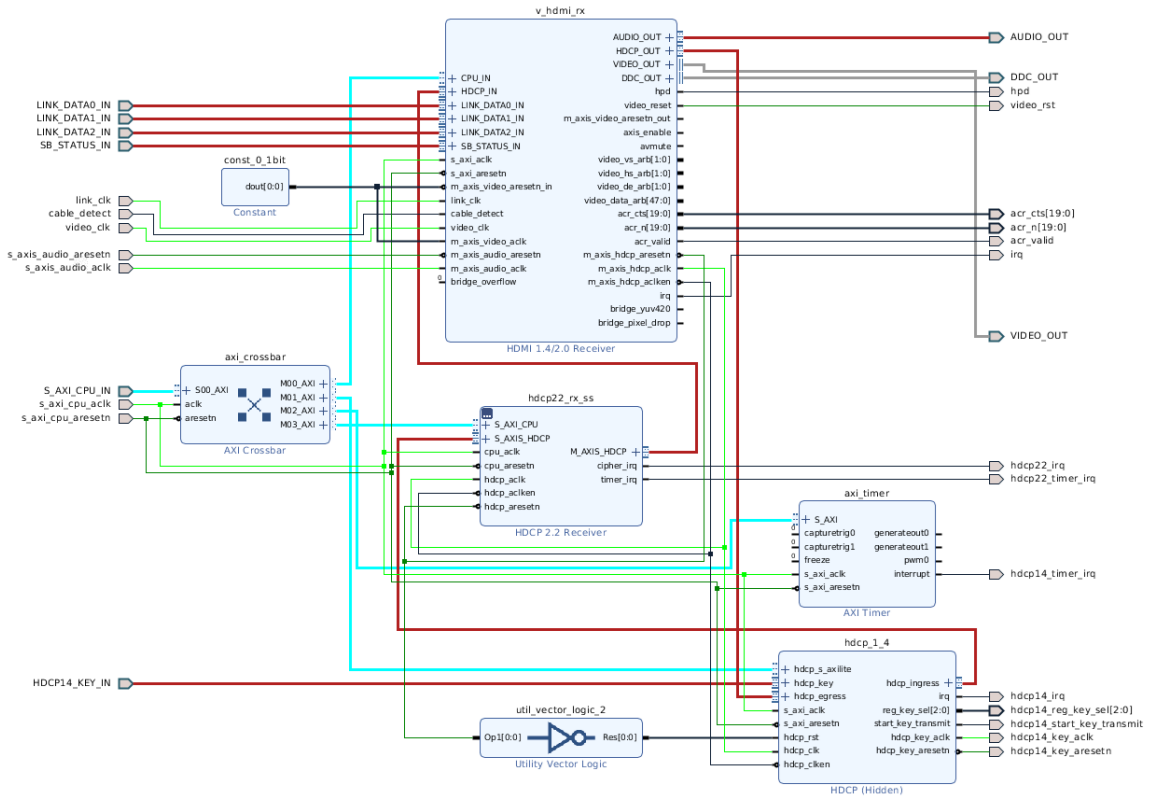 v_hdmi_rx
AUDIO_OUT
HDCP_OUT
VIDEO_OUT
DDC_OUT
hpd
video_reset
m_axis_video_aresetn_out
axis_enable
avmute
video_vs_arb[1:0]
video_hs_arb[1:0]
video_de_arb[1:0]
video_data_arb[47:0]
acr_cts[19:0]
acr_n[19:0]
acr_valid
m_axis_hdcp_aresetn
m_axis_hdcp_aclk
m_axis_hdcp_aclken
irq
bridge_yuv420
bridge_pixel_drop
CPU_IN
HDCP_IN
LINK_DATA0_IN
LINK_DATA1_IN
LINK_DATA2_IN
SB_STATUS_IN
s_axi_aclk
s_axi_aresetn
m_axis_video_aresetn_in
link_clk
cable_detect
video_clk
m_axis_video_aclk
m_axis_audio_aresetn
m_axis_audio_aclk
bridge_overflow
0
HDMI 1.4/2.0 Receiver
LINK_DATA0_IN
LINK_DATA1_IN
LINK_DATA2_IN
SB_STATUS_IN
const_0_1bit
dout[0:0]
Constant
link_clk
cable_detect
video_clk
s_axis_audio_aresetn
s_axis_audio_aclk
AUDIO_OUT
DDC_OUT
hpd
video_rst
acr_cts[19:0]
acr_n[19:0]
acr_valid
irq
VIDEO_OUT
axi_crossbar
S_AXI_CPU_IN
s_axi_cpu_aclk
s_axi_cpu_aresetn
S00_AXI
aclk
aresetn
M00_AXI
M01_AXI
M02_AXI
M03_AXI
AXI Crossbar
hdcp22_rx_ss
S_AXI_CPU
S_AXIS_HDCP
cpu_aclk
cpu_aresetn
hdcp_aclk
hdcp_aclken
hdcp_aresetn
M_AXIS_HDCP
cipher_irq
timer_irq
HDCP 2.2 Receiver
hdcp22_irq
hdcp22_timer_irq
axi_timer
S_AXI
0
capturetrig0
0
capturetrig1
0
freeze
s_axi_aclk
s_axi_aresetn
generateout0
generateout1
pwm0
interrupt
AXI Timer
hdcp14_timer_irq
HDCP14_KEY_IN
hdcp_1_4
hdcp_s_axilite
hdcp_key
hdcp_egress
s_axi_aclk
s_axi_aresetn
hdcp_rst
hdcp_clk
hdcp_clken
hdcp_ingress
irq
reg_key_sel[2:0]
start_key_transmit
hdcp_key_aclk
hdcp_key_aresetn
HDCP (Hidden)
hdcp14_irq
hdcp14_reg_key_sel[2:0]
hdcp14_start_key_transmit
hdcp14_key_aclk
hdcp14_key_aresetn
util_vector_logic_2
Op1[0:0]
Res[0:0]
Utility Vector Logic